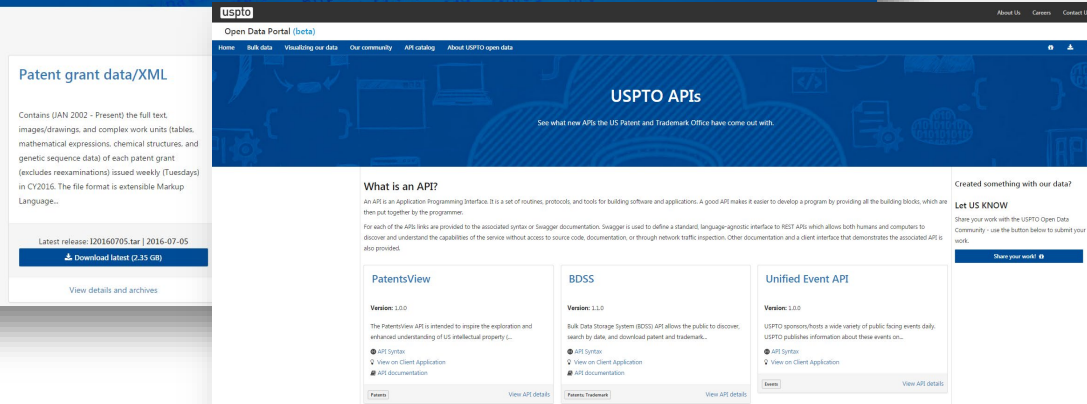 Patent grant data/XML
Contains (JAN 2002 - Present) the full text,
images/drawings, and complex work units (tables,
mathematical expressions, chemical structures, and
genetic sequence data) of each patent grant
(excludes reexaminations) issued weekly (Tuesdays)
in CY2016. The file format is extensible Markup
Language...
Latest release: I20160705.tar | 2016-07-05
Download latest (2.35 GB)
View details and archives
uspto
About Us Careers Contact U
Open Data Portal (beta)
Home Bulk data Visualizing our data Our community API catalog About USPTO open data
USPTO APIs
See what new APIs the US Patent and Trademark Office have come out with.
What is an API?
An API is an Application Programming Interface. It is a set of routines, protocols, and tools for building software and applications. A good API makes it easier to develop a program by providing all the building blocks, which are
then put together by the programmer.
For each of the APIs links are provided to the associated syntax or Swagger documentation. Swagger is used to define a standard, language-agnostic interface to REST APIs which allows both humans and computers to
discover and understand the capabilities of the service without access to source code, documentation, or through network traffic inspection. Other documentation and a client interface that demonstrates the associated API is
also provided.
Created something with our data?
Let US KNOW
Share your work with the USPTO Open Data
Community - use the button below to submit your
work.
Share your work!
PatentsView
Version: 1.0.0
The PatentsView API is intended to inspire the exploration and
enhanced understanding of US intellectual property (...
API Syntax
View on Client Application
API documentation
Patents
View API details
BDSS
Version: 1.1.0
Bulk Data Storage System (BDSS) API allows the public to discover,
search by date, and download patent and trademark...
API Syntax
View on Client Application
API documentation
Patents; Trademark
View API details
Unified Event API
Version: 1.0.0
USPTO sponsors/hosts a wide variety of public facing events daily.
USPTO publishes information about these events on...
API Syntax
View on Client Application
Events
View API details